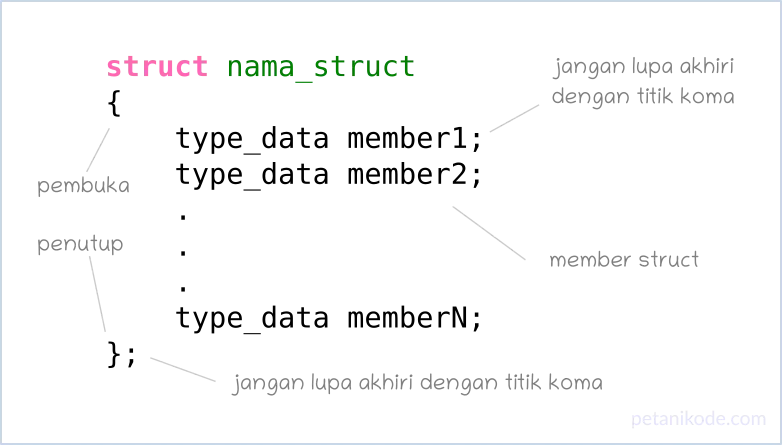 struct nama_struct
{
type_data member1;
type_data member2;
.
.
.
type_data memberN;
};
jangan lupa akhiri
dengan titik koma
pembuka
penutup
member struct
jangan lupa akhiri dengan titik koma
petanikode.com